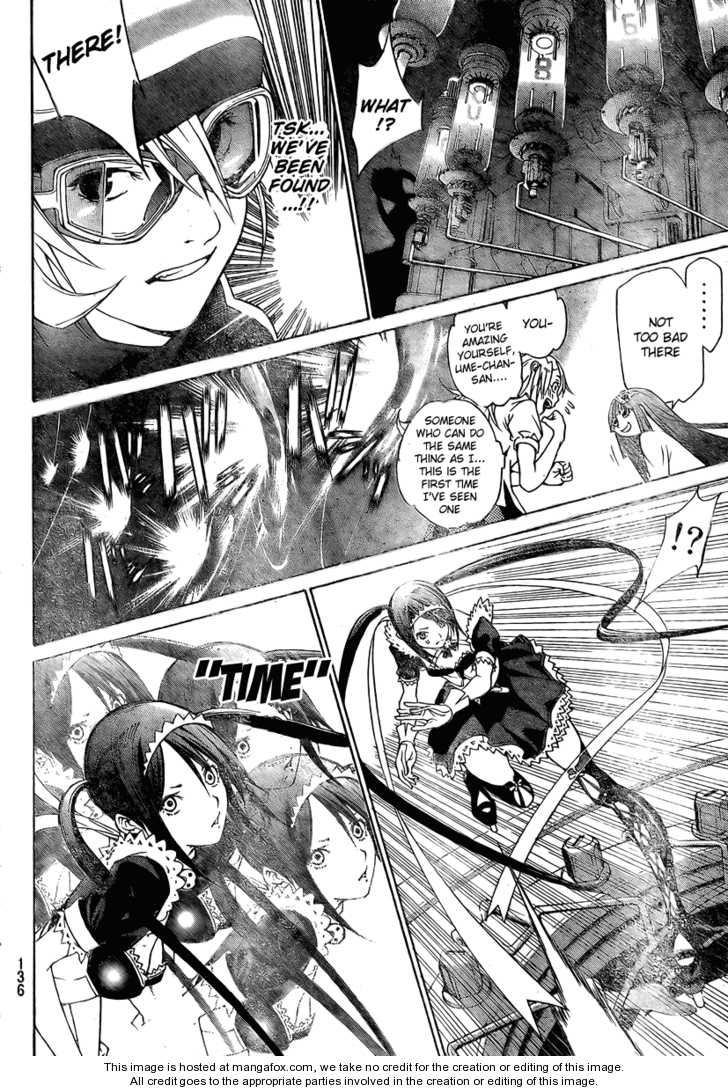 WHAT
!?
THERE!
TSK...
WE'VE
BEEN
FOUND
...!!
.......
NOT
TOO BAD
THERE
YOU-
YOU'RE
AMAZING
YOURSELF,
UME-CHAN-
SAN....
SOMEONE
WHO CAN DO
THE SAME
THING AS I...
THIS IS THE
FIRST TIME
I'VE SEEN
ONE
!?
"TIME"
136
This image is hosted at mangafox.com, we take no credit for the creation or editing of this image.
All credit goes to the appropriate parties involved in the creation or editing of this image.